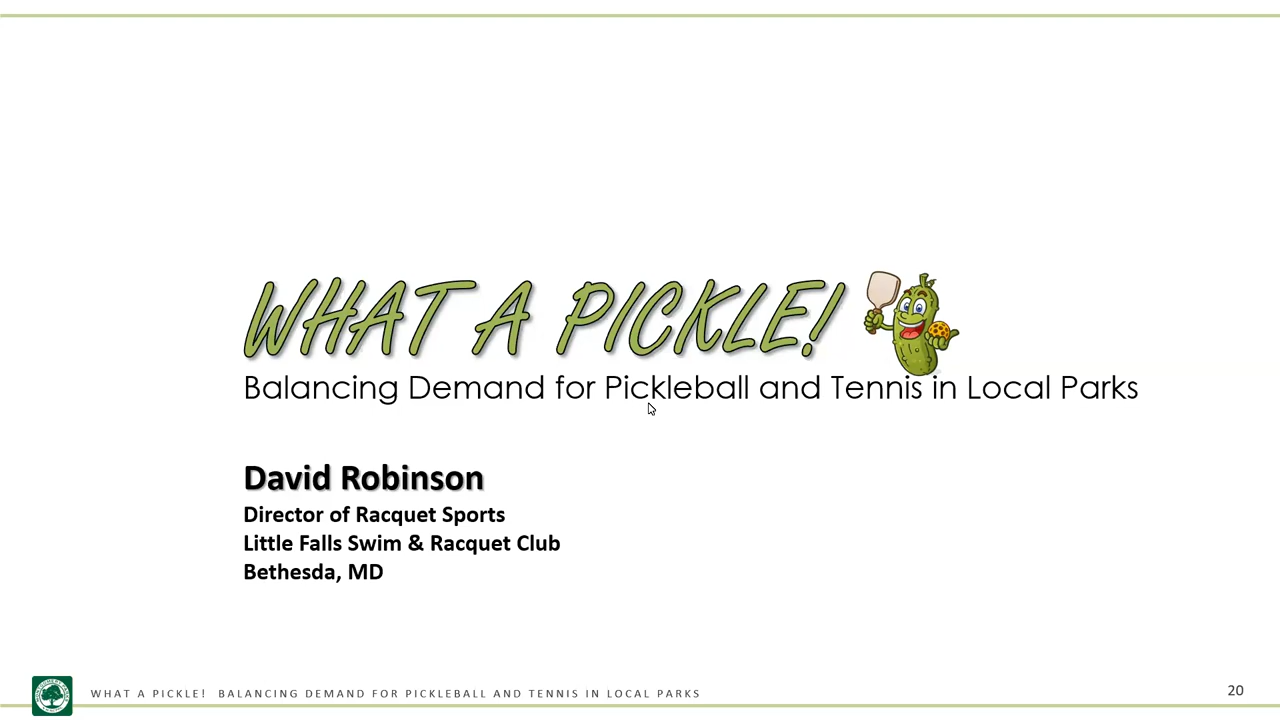 WHAT A PICKLE!
Balancing Demand for Pickleball and Tennis in Local Parks
David Robinson
Director of Racquet Sports
Little Falls Swim & Racquet Club
Bethesda, MD
WHAT A PICKLE! BALANCING DEMAND FOR PICKLEBALL AND TENNIS IN LOCAL PARKS
20